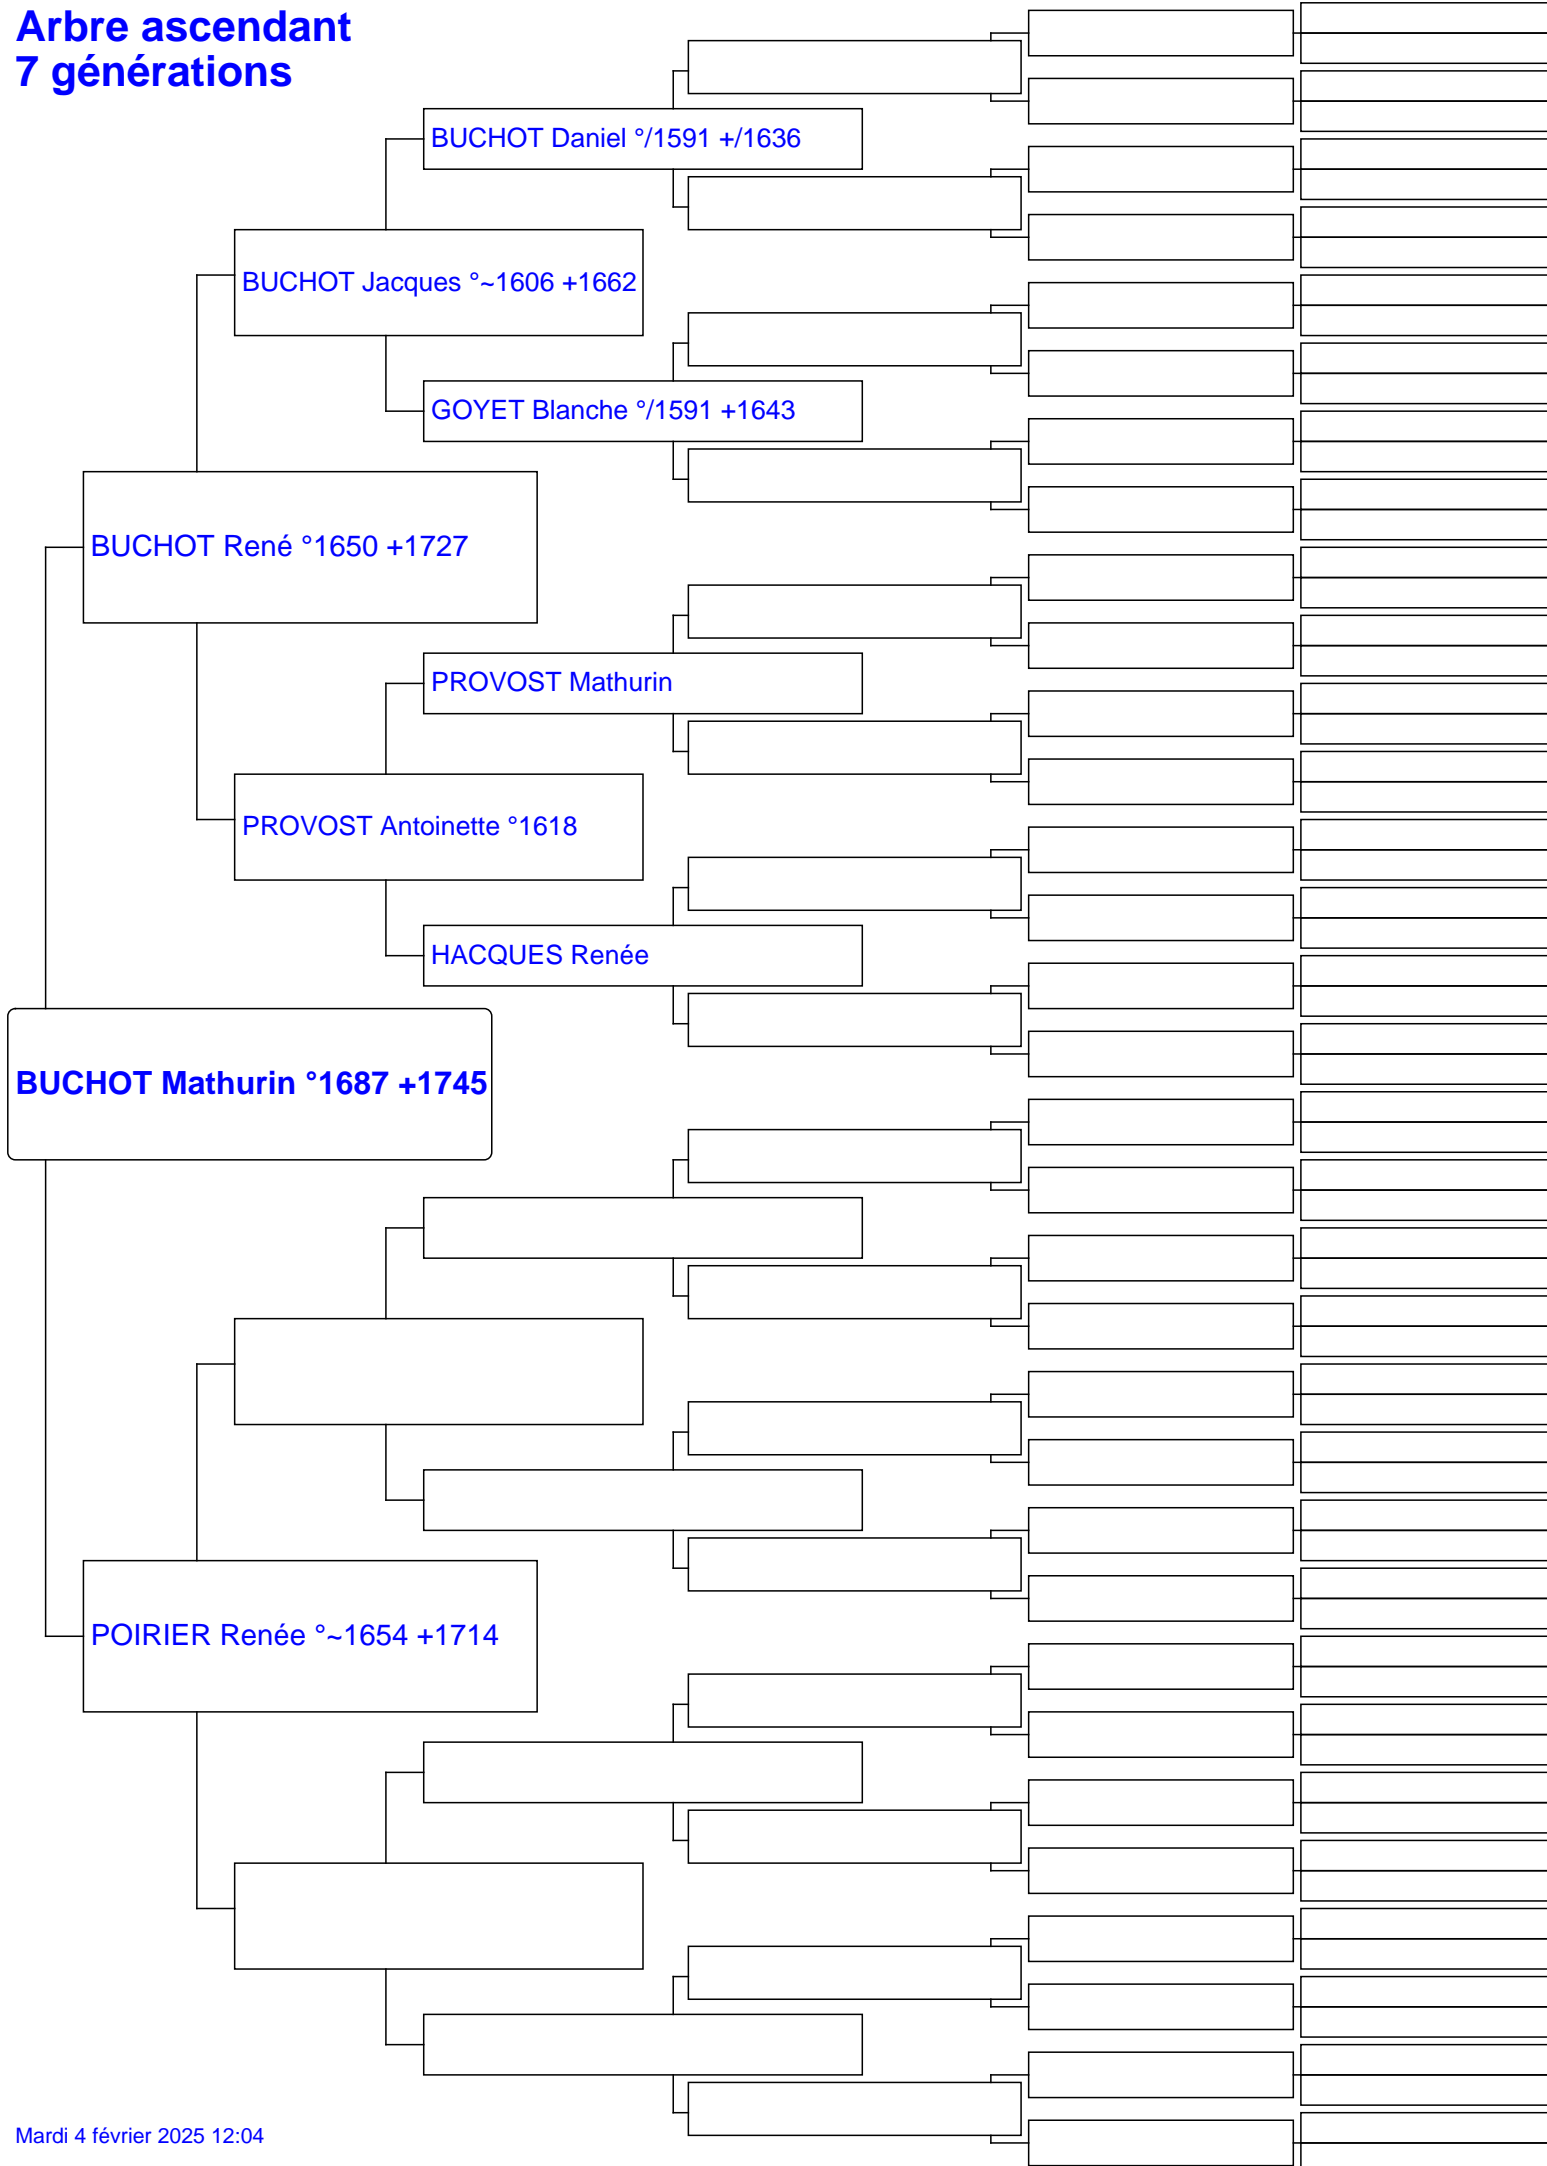 Arbre ascendant
7 générations
BUCHOT Daniel °/1591 +/1636
BUCHOT Jacques °~1606 +1662
GOYET Blanche °/1591 +1643
BUCHOT René °1650 +1727
PROVOST Mathurin
PROVOST Antoinette °1618
HACQUES Renée
BUCHOT Mathurin °1687 +1745
POIRIER Renée °~1654 +1714
Mardi 4 février 2025 12:04